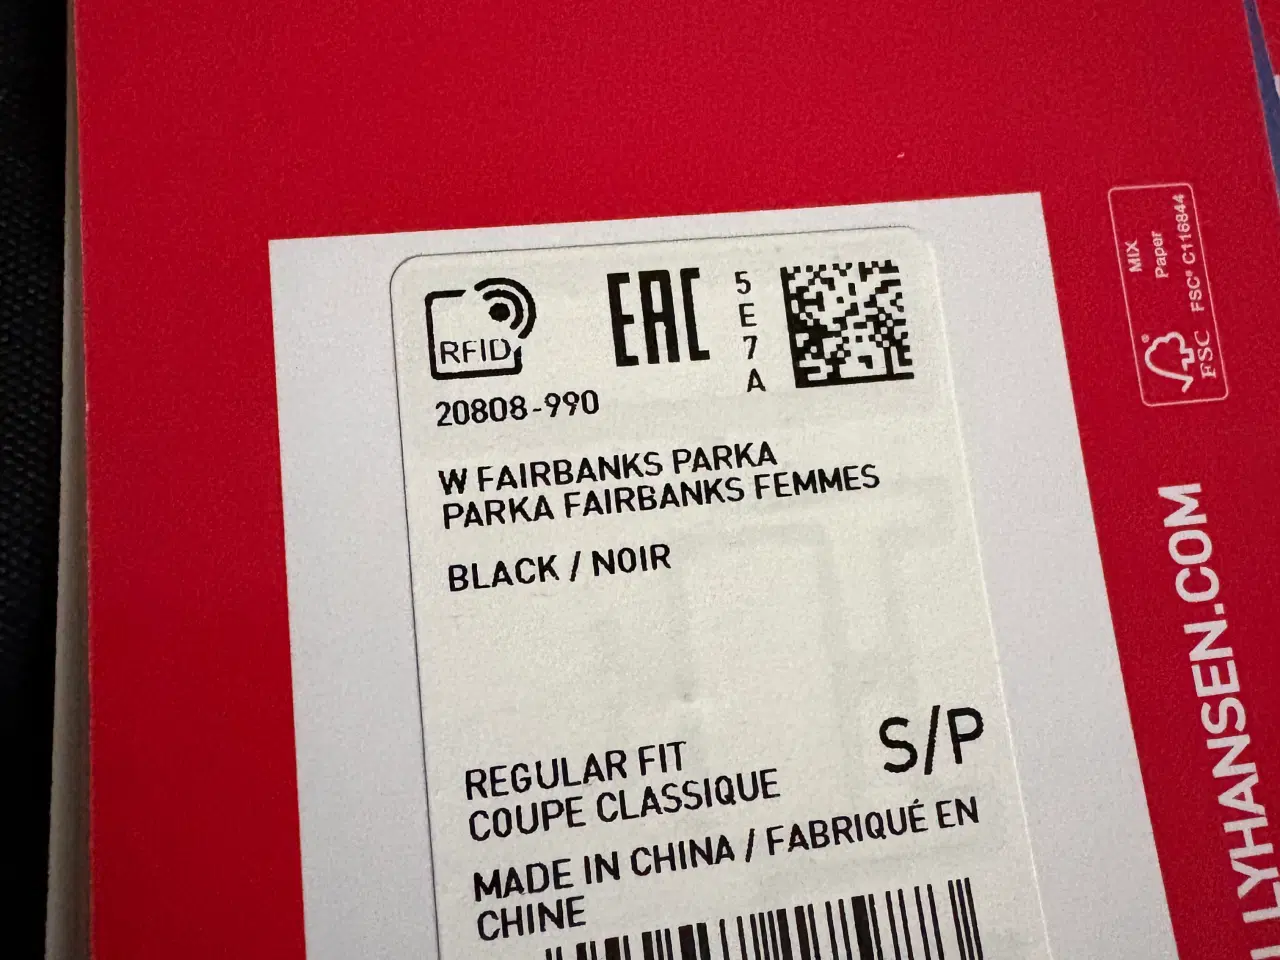 RFID
EAC
5
E
7
A
20808-990
W FAIRBANKS PARKA
PARKA FAIRBANKS FEMMES
BLACK / NOIR
S/P
REGULAR FIT
COUPE CLASSIQUE
MADE IN CHINA / FABRIQUÉ EN
CHINE
MIX
Paper
FSC® C116844
FSC
LYHANSEN.COM